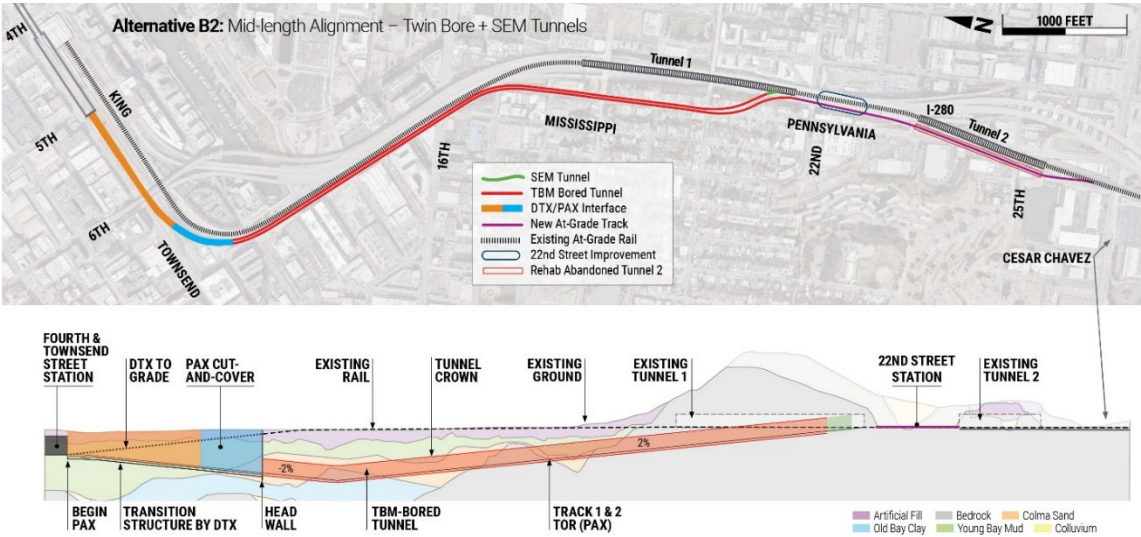 Alternative B2: Mid-length Alignment – Twin Bore + SEM Tunnels
N
1000 FEET
4TH
KING
5TH
6TH
TOWNSEND
16TH
Tunnel 1
MISSISSIPPI
PENNSYLVANIA
22ND
I-280
Tunnel 2
25TH
CESAR CHAVEZ
SEM Tunnel
TBM Bored Tunnel
DTX/PAX Interface
New At-Grade Track
Existing At-Grade Rail
22nd Street Improvement
Rehab Abandoned Tunnel 2
FOURTH &
TOWNSEND
STREET
STATION
DTX TO
GRADE
PAX CUT-
AND-COVER
EXISTING
RAIL
TUNNEL
CROWN
EXISTING
GROUND
EXISTING
TUNNEL 1
22ND STREET
STATION
EXISTING
TUNNEL 2
-2%
2%
BEGIN
PAX
TRANSITION
STRUCTURE BY DTX
HEAD
WALL
TBM-BORED
TUNNEL
TRACK 1 & 2
TOR (PAX)
Artificial Fill
Bedrock
Colma Sand
Old Bay Clay
Young Bay Mud
Colluvium